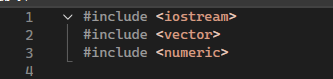 1 #include <iostream>
2 #include <vector>
3 #include <numeric>
4